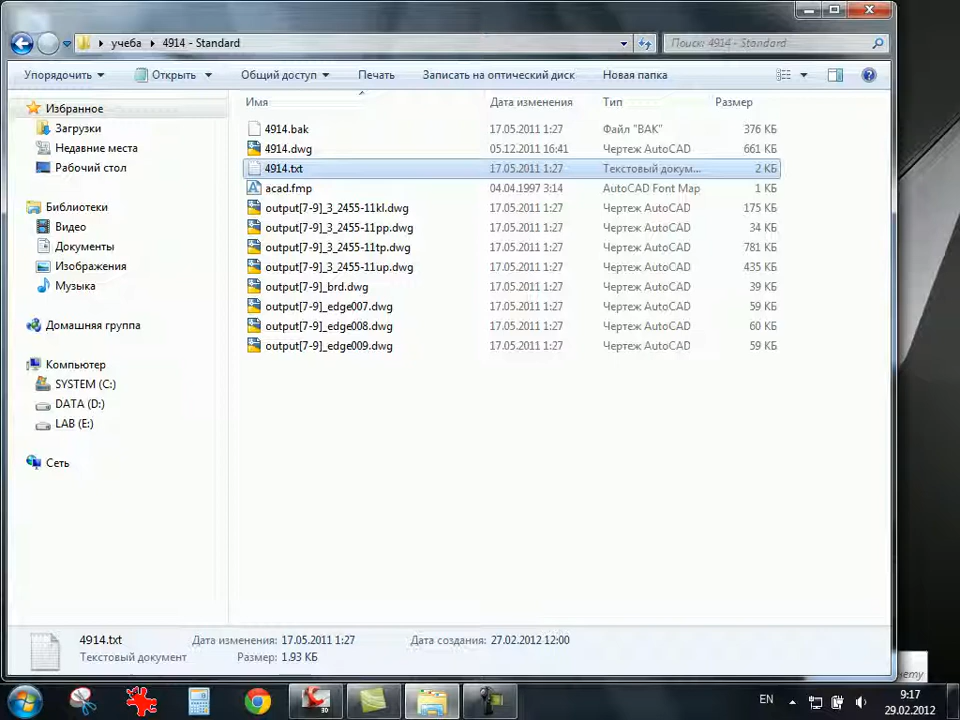 учеба ▸ 4914 - Standard
Поиск: 4914 - Standard
Упорядочить Открыть Общий доступ Печать Записать на оптический диск Новая папка
Избранное
Загрузки
Недавние места
Рабочий стол
Библиотеки
Видео
Документы
Изображения
Музыка
Домашняя группа
Компьютер
SYSTEM (C:)
DATA (D:)
LAB (E:)
Сеть
Имя Дата изменения Тип Размер
4914.bak 17.05.2011 1:27 Файл "BAK" 376 КБ
4914.dwg 05.12.2011 16:41 Чертеж AutoCAD 661 КБ
4914.txt 17.05.2011 1:27 Текстовый докум... 2 КБ
acad.fmp 04.04.1997 3:14 AutoCAD Font Map 1 КБ
output[7-9]_3_2455-11kl.dwg 17.05.2011 1:27 Чертеж AutoCAD 175 КБ
output[7-9]_3_2455-11pp.dwg 17.05.2011 1:27 Чертеж AutoCAD 34 КБ
output[7-9]_3_2455-11tp.dwg 17.05.2011 1:27 Чертеж AutoCAD 781 КБ
output[7-9]_3_2455-11up.dwg 17.05.2011 1:27 Чертеж AutoCAD 435 КБ
output[7-9]_brd.dwg 17.05.2011 1:27 Чертеж AutoCAD 39 КБ
output[7-9]_edge007.dwg 17.05.2011 1:27 Чертеж AutoCAD 59 КБ
output[7-9]_edge008.dwg 17.05.2011 1:27 Чертеж AutoCAD 60 КБ
output[7-9]_edge009.dwg 17.05.2011 1:27 Чертеж AutoCAD 59 КБ
4914.txt Дата изменения: 17.05.2011 1:27 Дата создания: 27.02.2012 12:00
Текстовый документ Размер: 1.93 КБ
EN 9:17
29.02.2012